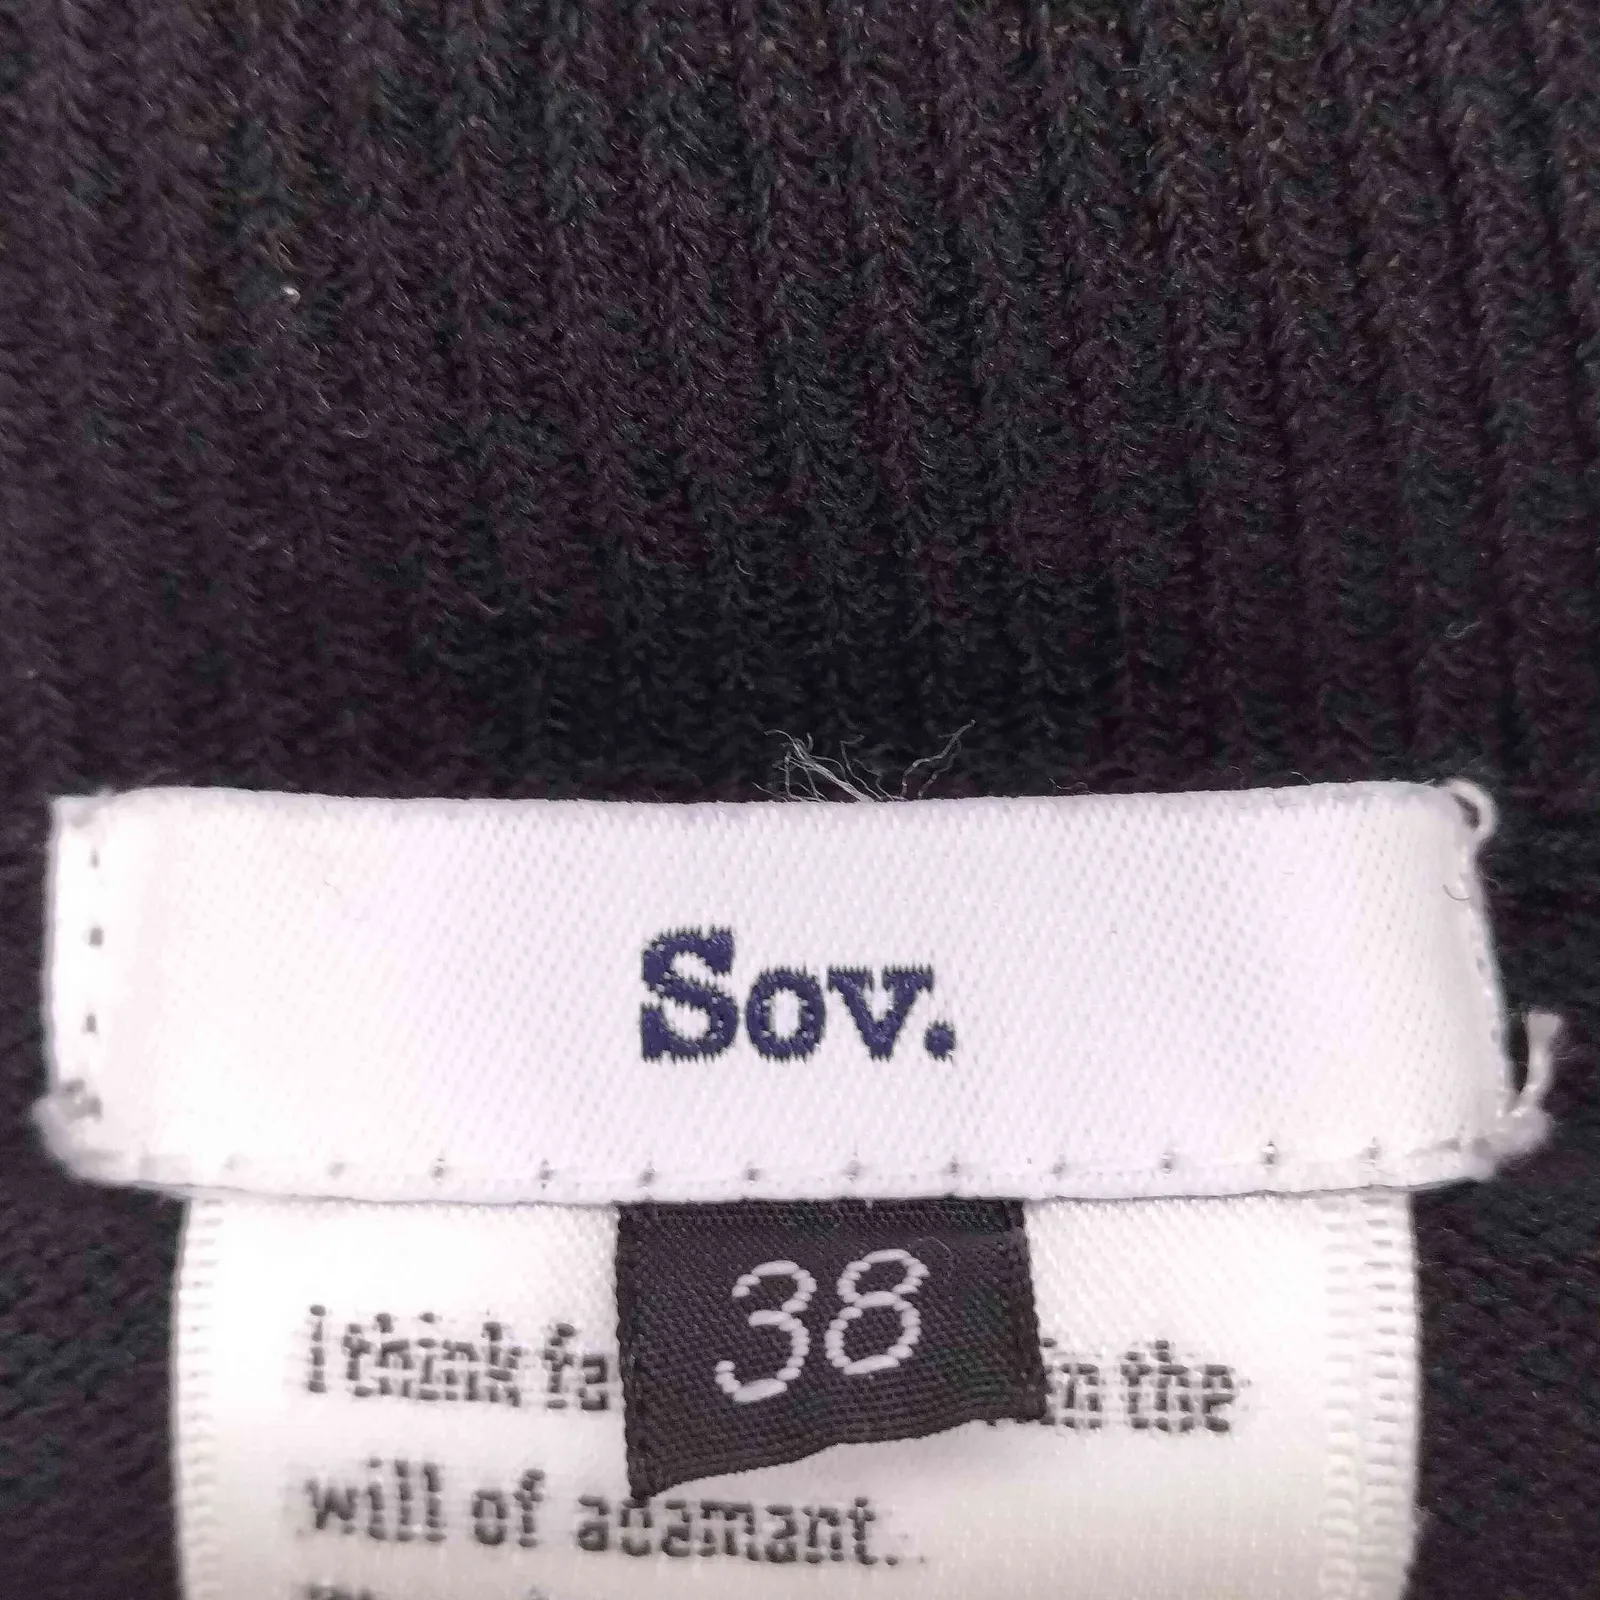 Sov.
38
I think fa in the
will of adamant.